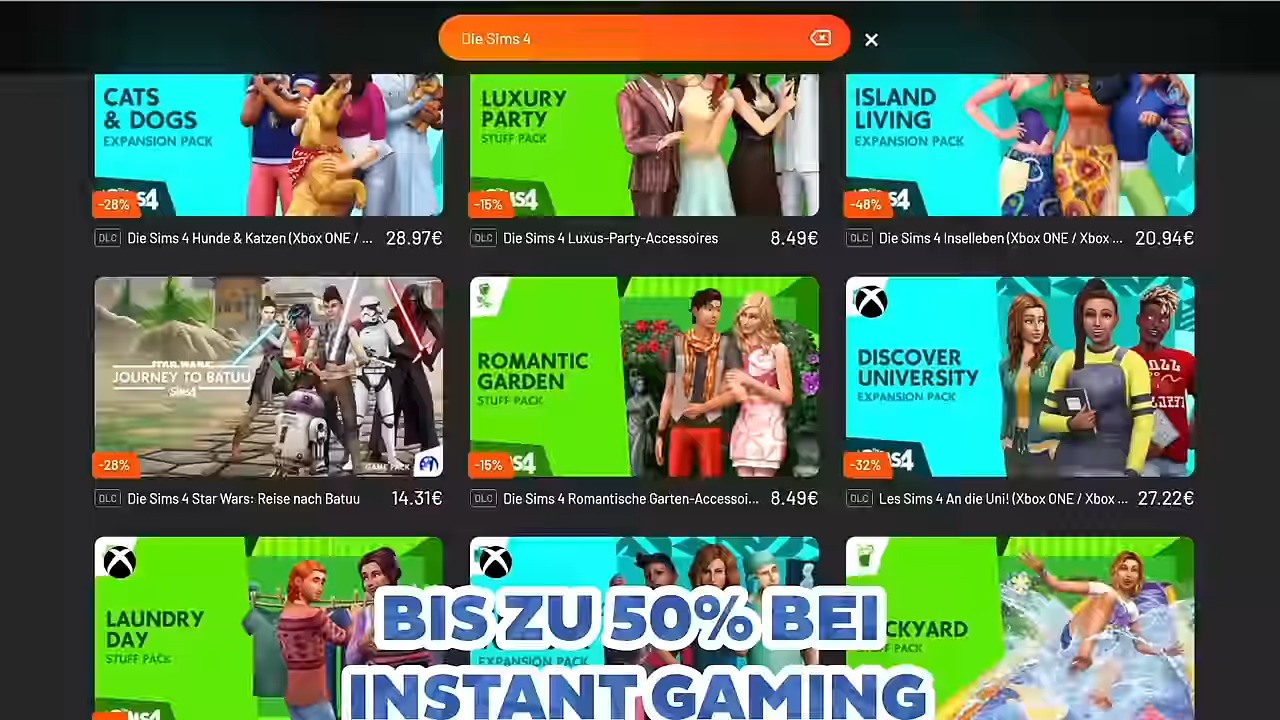 Die Sims 4
CATS
& DOGS
EXPANSION PACK
-28%
DLC Die Sims 4 Hunde & Katzen (Xbox ONE / ... 28.97€
LUXURY
PARTY
STUFF PACK
-15%
DLC Die Sims 4 Luxus-Party-Accessoires 8.49€
ISLAND
LIVING
EXPANSION PACK
-48%
DLC Die Sims 4 Inselleben (Xbox ONE / Xbox ... 20.94€
STAR WARS
JOURNEY TO BATUU
GAME PACK
-28%
DLC Die Sims 4 Star Wars: Reise nach Batuu 14.31€
ROMANTIC
GARDEN
STUFF PACK
-15%
DLC Die Sims 4 Romantische Garten-Accessoi... 8.49€
DISCOVER
UNIVERSITY
EXPANSION PACK
-32%
DLC Les Sims 4 An die Uni! (Xbox ONE / Xbox ... 27.22€
LAUNDRY
DAY
STUFF PACK
EXPANSION PACK
CKYARD
BIS ZU 50% BEI
INSTANT GAMING